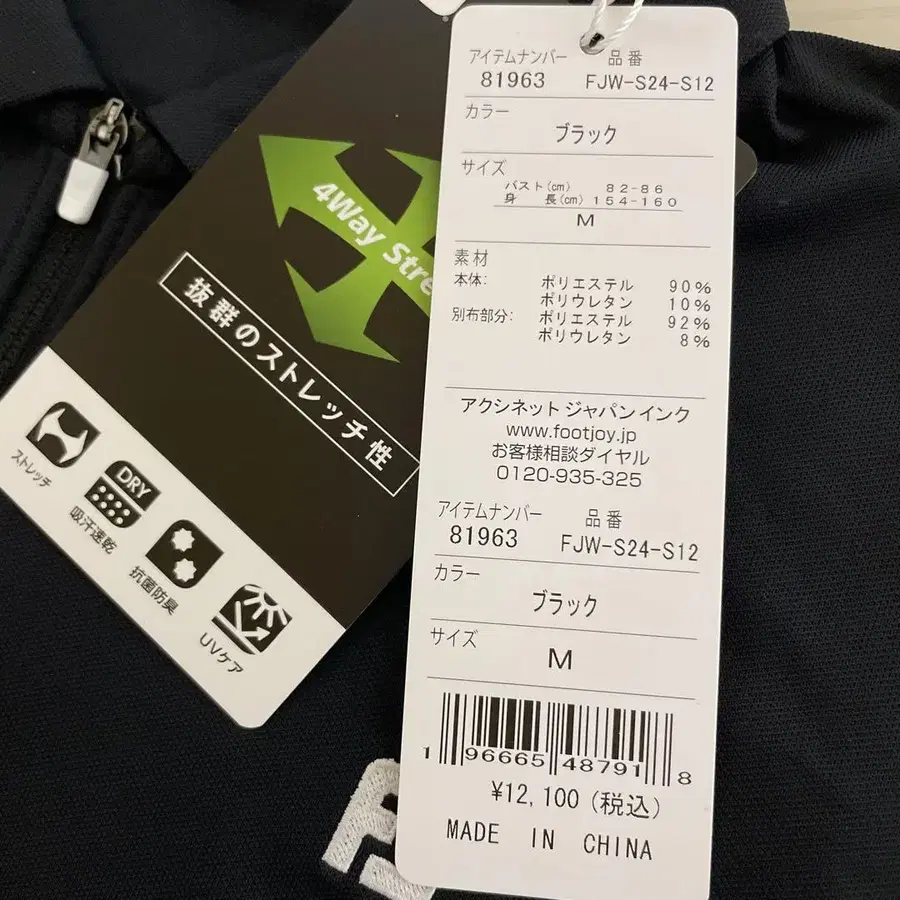 4Way Stre
抜群のストレッチ性
ストレッチ
DRY
吸汗速乾
抗菌防臭
UVケア
アイテムナンバー 品番
81963 FJW-S24-S12
カラー
ブラック
サイズ
バスト(cm) 82-86
身 長(cm) 154-160
M
素材
本体: ポリエステル 90%
ポリウレタン 10%
別布部分: ポリエステル 92%
ポリウレタン 8%
アクシネット ジャパン インク
www.footjoy.jp
お客様相談ダイヤル
0120-935-325
アイテムナンバー 品番
81963 FJW-S24-S12
カラー
ブラック
サイズ
M
1 96665 48791 8
¥12,100 (税込)
MADE IN CHINA